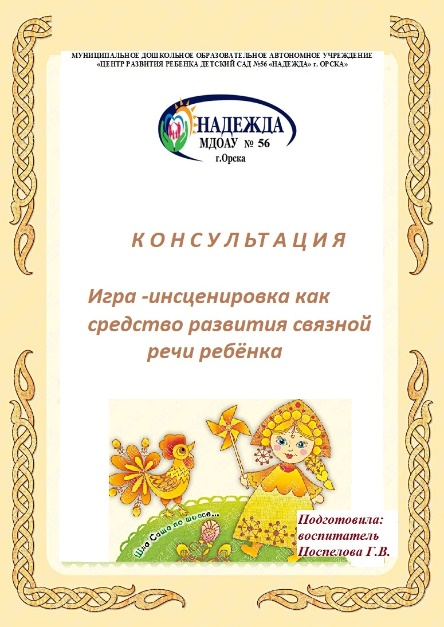 МУНИЦИПАЛЬНОЕ ДОШКОЛЬНОЕ ОБРАЗОВАТЕЛЬНОЕ АВТОНОМНОЕ УЧРЕЖДЕНИЕ
«ЦЕНТР РАЗВИТИЯ РЕБЕНКА ДЕТСКИЙ САД №56 «НАДЕЖДА» г. ОРСКА»
НАДЕЖДА
МДОАУ № 56
г.Орска
КОНСУЛЬТАЦИЯ
Игра -инсценировка как
средство развития связной
речи ребёнка
Шла Саша по шоссе...
Подготовила:
воспитатель
Поспелова Г.В.